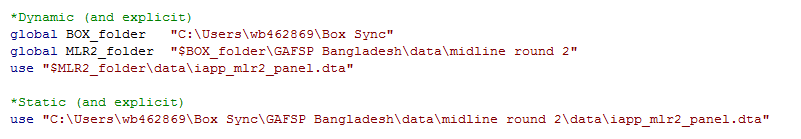 *Dynamic (and explicit)
global BOX_folder   "C:\Users\wb462869\Box Sync"
global MLR2_folder  "$BOX_folder\GAFSP Bangladesh\data\midline round 2"
use "$MLR2_folder\data\iapp_mlr2_panel.dta"
*Static (and explicit)
use "C:\Users\wb462869\Box Sync\GAFSP Bangladesh\data\midline round 2\data\iapp_mlr2_panel.dta"